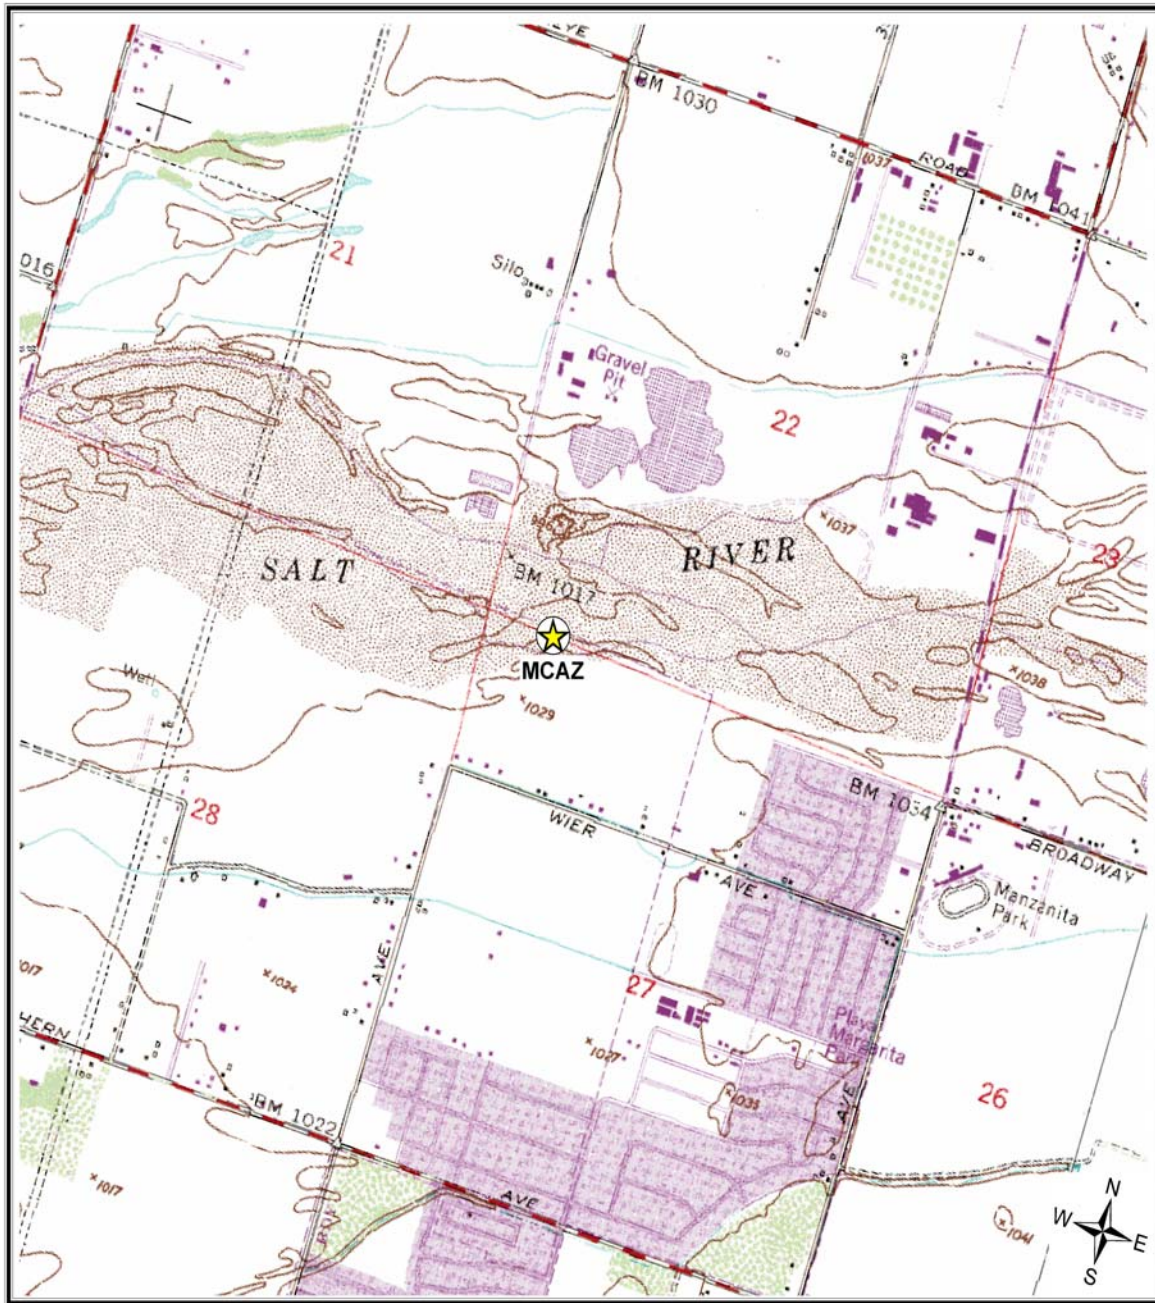 BM 1030
ROAD
1037
BM 1041
016
21
Silo
Gravel
Pit
22
1037
SALT
RIVER
BM 1017
23
MCAZ
1038
1029
Well
28
BM 1034
WIER
AVE
BROADWAY
Manzanita
Park
1017
1024
AVE
27
Playa
Margarita
Park
HERN
1027
1035
AVE
26
BM 1022
1017
AVE
1041
N
W
E
S